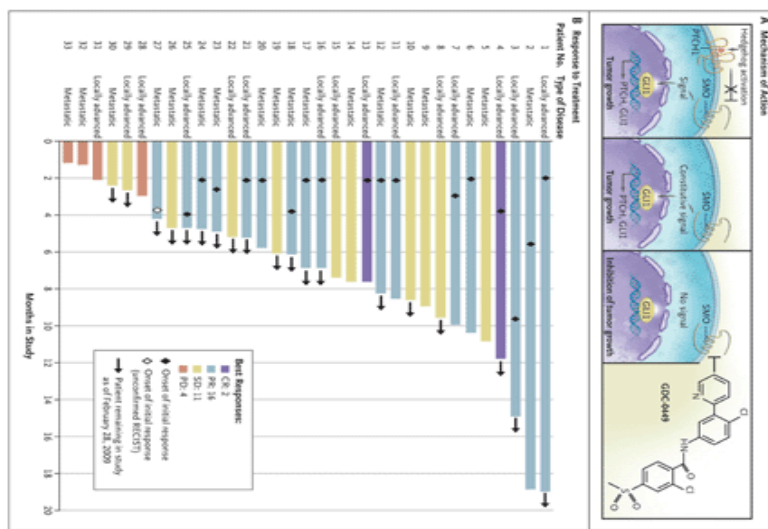 A Mechanism of Action
Hedgehog activation
PTCH1
SMO
Signal
GLI1
PTCH, GLI1
Tumor growth
SMO
Constitutive signal
GLI1
PTCH, GLI1
Tumor growth
SMO
No signal
GLI1
Inhibition of tumor growth
N
Cl
HN
O
Cl
S
O
O
GDC-0449
B Response to Treatment
Patient No. Type of Disease
1 Locally advanced
2 Metastatic
3 Locally advanced
4 Locally advanced
5 Metastatic
6 Metastatic
7 Locally advanced
8 Locally advanced
9 Metastatic
10 Metastatic
11 Locally advanced
12 Metastatic
13 Locally advanced
14 Metastatic
15 Metastatic
16 Locally advanced
17 Metastatic
18 Metastatic
19 Metastatic
20 Metastatic
21 Locally advanced
22 Locally advanced
23 Metastatic
24 Metastatic
25 Locally advanced
26 Metastatic
27 Metastatic
28 Locally advanced
29 Locally advanced
30 Metastatic
31 Locally advanced
32 Metastatic
33 Metastatic
Best Responses:
CR: 2
PR: 16
SD: 11
PD: 4
Onset of initial response
Onset of initial response
(unconfirmed RECIST)
Patient remaining in study
as of February 28, 2009
0 2 4 6 8 10 12 14 16 18 20
Months in Study